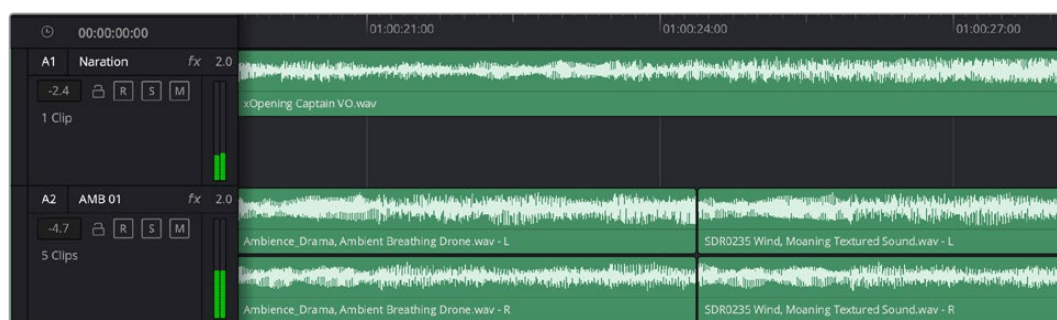 00:00:00:00 01:00:21:00 01:00:24:00 01:00:27:00
A1 Naration fx 2.0
-2.4 R S M
xOpening Captain VO.wav
1 Clip
A2 AMB 01 fx 2.0
-4.7 R S M
Ambience_Drama, Ambient Breathing Drone.wav - L SDR0235 Wind, Moaning Textured Sound.wav - L
5 Clips
Ambience_Drama, Ambient Breathing Drone.wav - R SDR0235 Wind, Moaning Textured Sound.wav - R